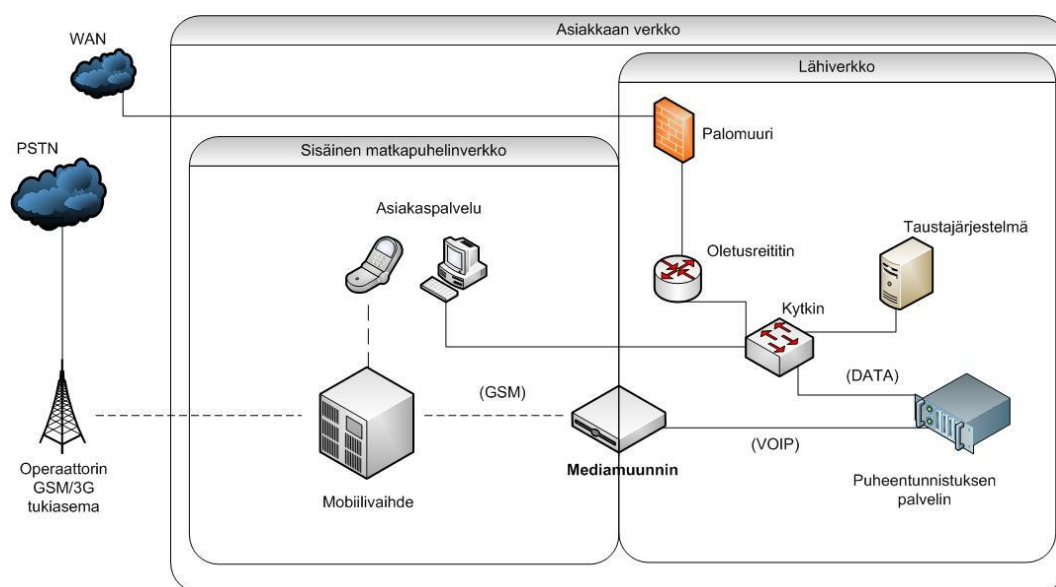 WAN
Asiakkaan verkko
Lähiverkko
PSTN
Palomuuri
Sisäinen matkapuhelinverkko
Asiakaspalvelu
Taustajärjestelmä
Oletusreititin
Kytkin
(DATA)
(GSM)
(VOIP)
Operaattorin
GSM/3G
tukiasema
Mobiilivaihde
Mediamuunnin
Puheentunnistuksen
palvelin